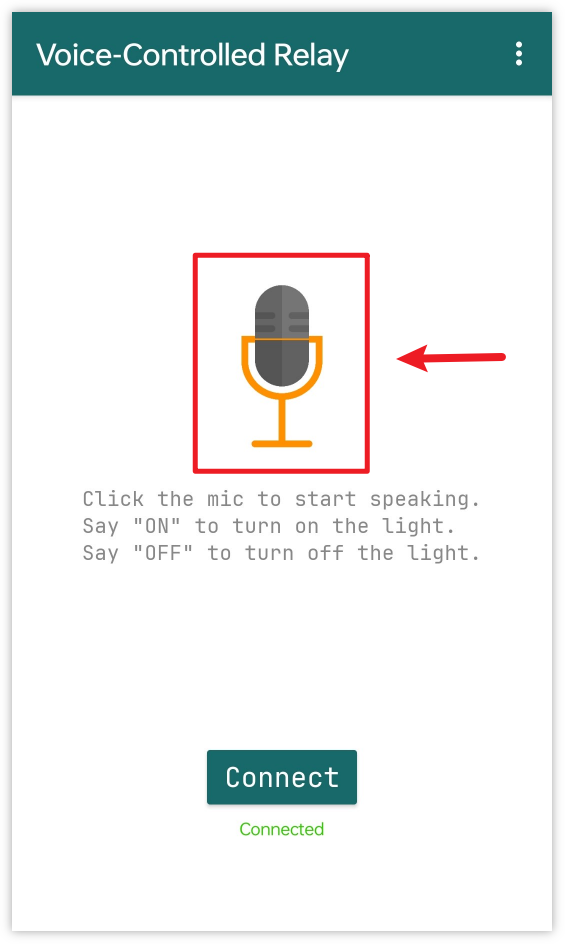 Voice-Controlled Relay
Click the mic to start speaking.
Say "ON" to turn on the light.
Say "OFF" to turn off the light.
Connect
Connected